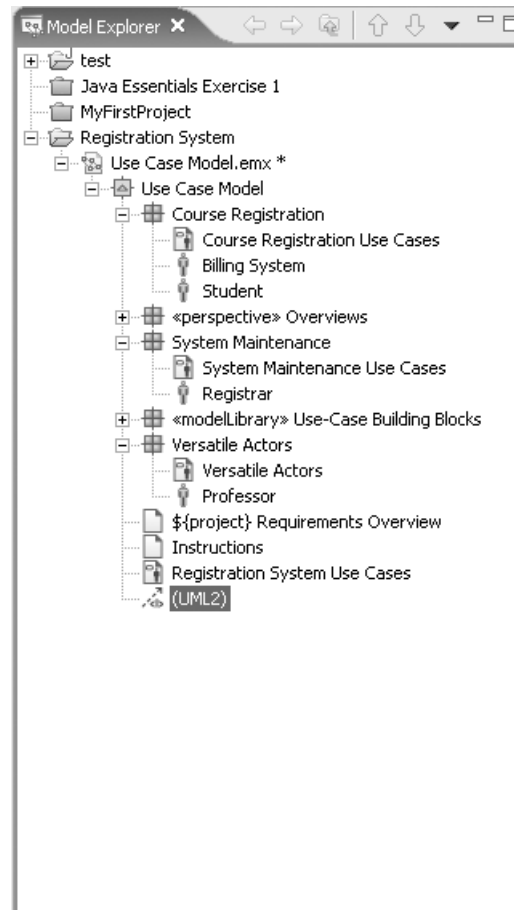 Model Explorer
test
Java Essentials Exercise 1
MyFirstProject
Registration System
Use Case Model.emx *
Use Case Model
Course Registration
Course Registration Use Cases
Billing System
Student
«perspective» Overviews
System Maintenance
System Maintenance Use Cases
Registrar
«modelLibrary» Use-Case Building Blocks
Versatile Actors
Versatile Actors
Professor
${project} Requirements Overview
Instructions
Registration System Use Cases
(UML2)